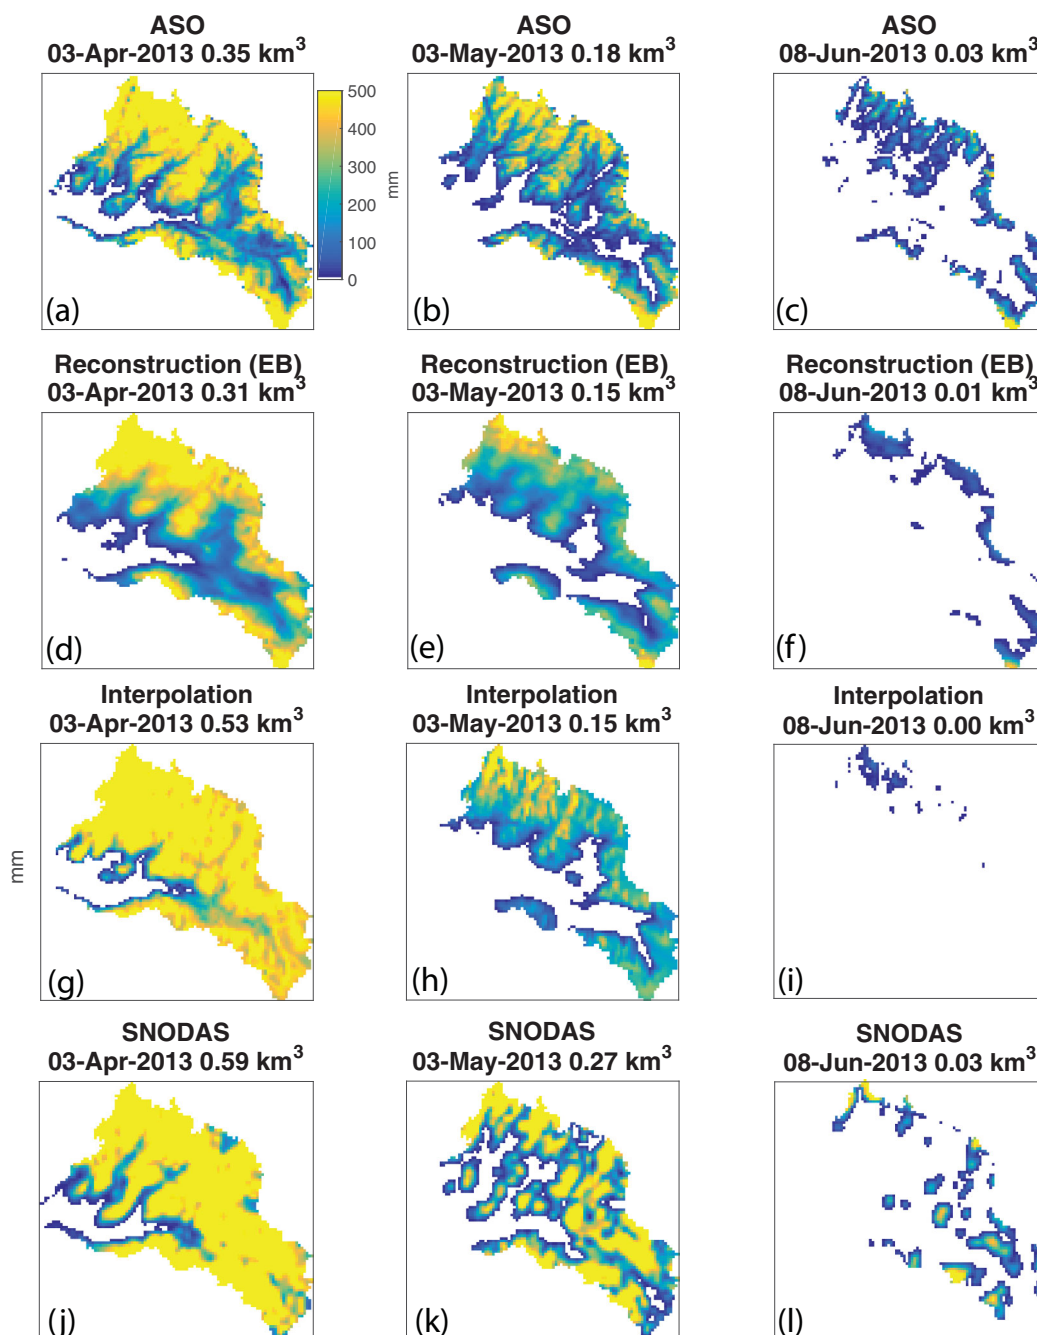 ASO
03-Apr-2013 0.35 km³
ASO
03-May-2013 0.18 km³
ASO
08-Jun-2013 0.03 km³
500
400
300
200
100
0
mm
(a)
(b)
(c)
Reconstruction (EB)
03-Apr-2013 0.31 km³
Reconstruction (EB)
03-May-2013 0.15 km³
Reconstruction (EB)
08-Jun-2013 0.01 km³
(d)
(e)
(f)
Interpolation
03-Apr-2013 0.53 km³
Interpolation
03-May-2013 0.15 km³
Interpolation
08-Jun-2013 0.00 km³
mm
(g)
(h)
(i)
SNODAS
03-Apr-2013 0.59 km³
SNODAS
03-May-2013 0.27 km³
SNODAS
08-Jun-2013 0.03 km³
(j)
(k)
(l)